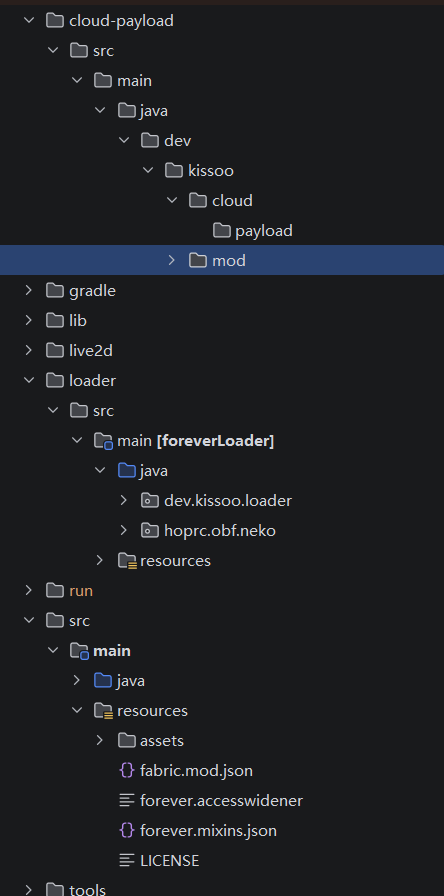 cloud-payload
src
main
java
dev
kissoo
cloud
payload
mod
gradle
lib
live2d
loader
src
main [foreverLoader]
java
dev.kissoo.loader
hoprc.obf.neko
resources
run
src
main
java
resources
assets
fabric.mod.json
forever.accesswidener
forever.mixins.json
LICENSE
tools